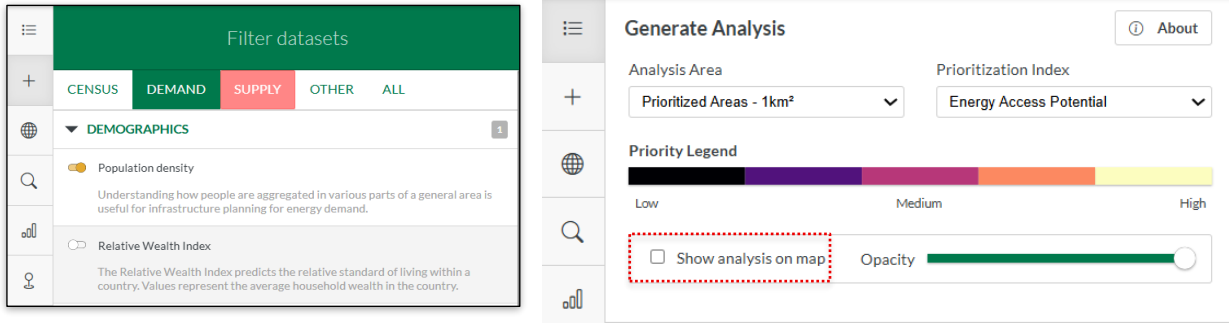 Filter datasets
CENSUS DEMAND SUPPLY OTHER ALL
DEMOGRAPHICS 1
Population density
Understanding how people are aggregated in various parts of a general area is
useful for infrastructure planning for energy demand.
Relative Wealth Index
The Relative Wealth Index predicts the relative standard of living within a
country. Values represent the average household wealth in the country.
Generate Analysis
About
Analysis Area
Prioritization Index
Prioritized Areas - 1km²
Energy Access Potential
Priority Legend
Low Medium High
Show analysis on map
Opacity